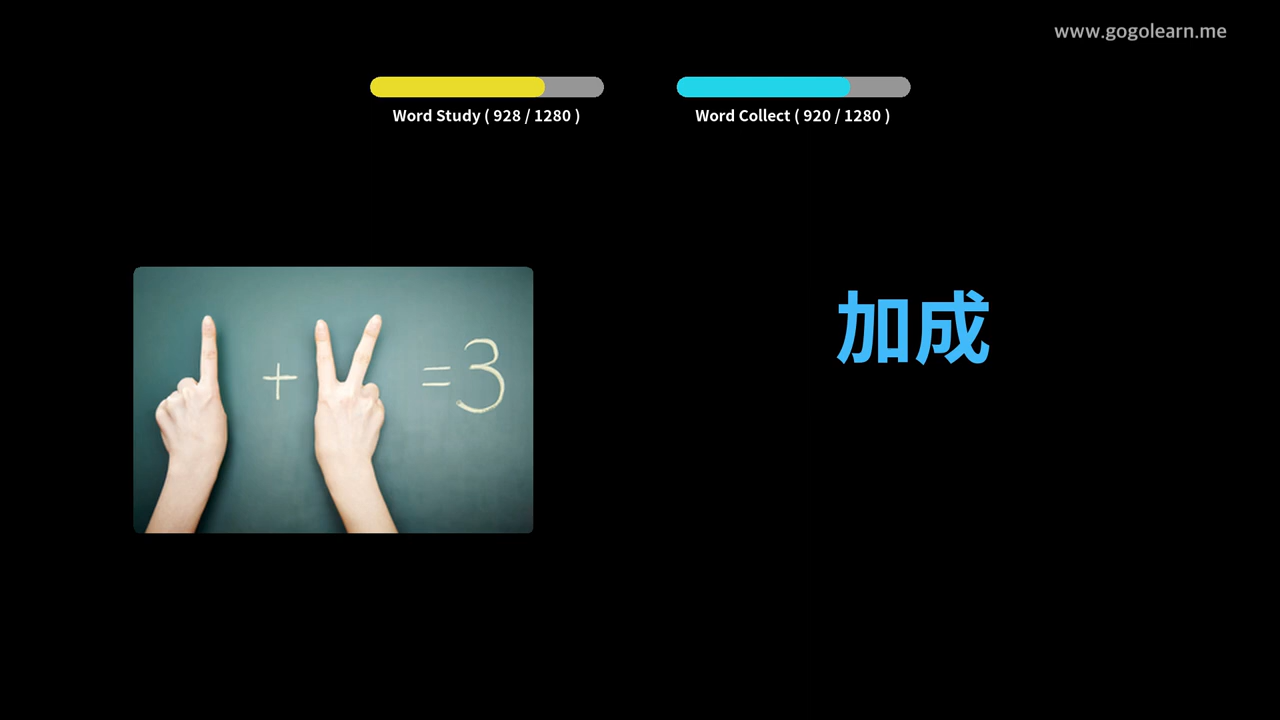 www.gogolearn.me
Word Study ( 928 / 1280 )
Word Collect ( 920 / 1280 )
加成
+ =3